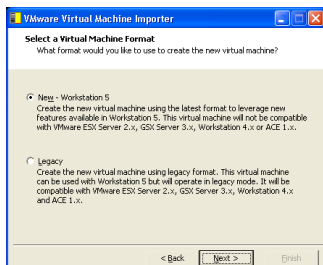 VMware Virtual Machine Importer
Select a Virtual Machine Format
What format would you like to use to create the new virtual machine?
New - Workstation 5
Create the new virtual machine using the latest format to leverage new
features available in Workstation 5. This virtual machine will not be compatible
with VMware ESX Server 2.x, GSX Server 3.x, Workstation 4.x or ACE 1.x.
Legacy
Create the new virtual machine using legacy format. This virtual machine
can be used with Workstation 5 but will operate in legacy mode. It will be
compatible with VMware ESX Server 2.x, GSX Server 3.x, Workstation 4.x
and ACE 1.x.
< Back Next > Finish